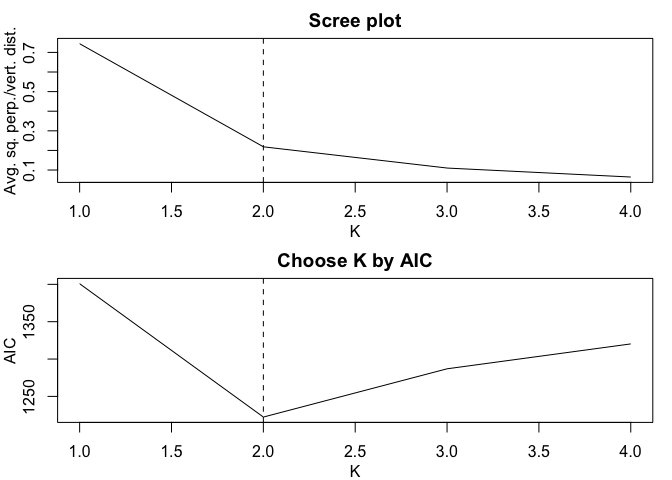 Scree plot
Avg. sq. perp./vert. dist.
0.7
0.5
0.3
0.1
1.0 1.5 2.0 2.5 3.0 3.5 4.0
K
Choose K by AIC
AIC
1350
1250
1.0 1.5 2.0 2.5 3.0 3.5 4.0
K